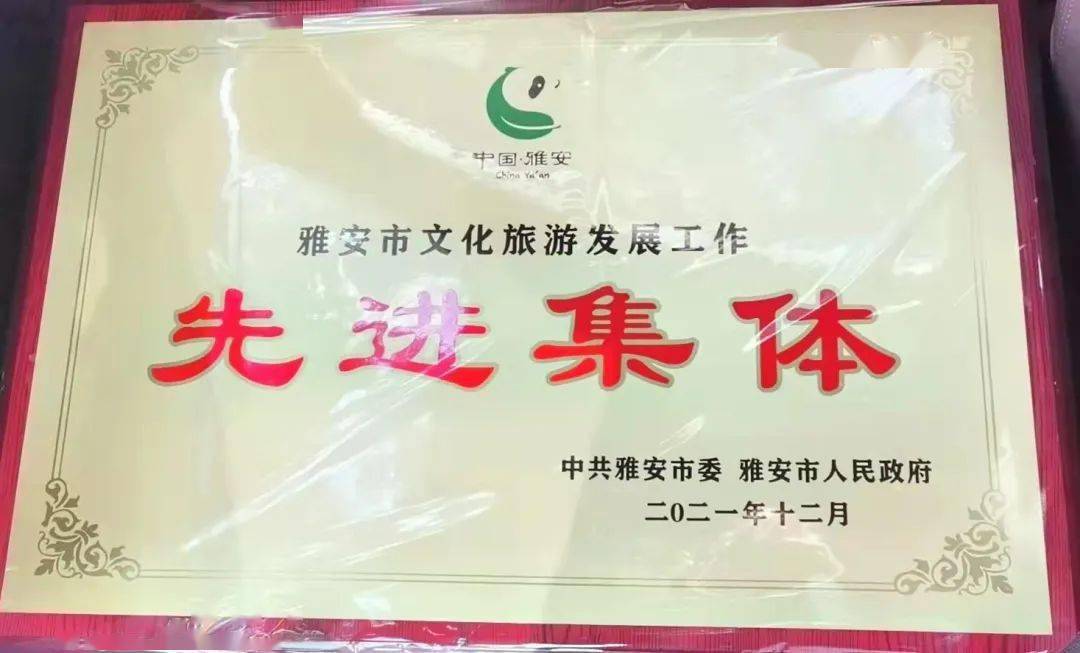 中国·雅安
China Ya'an
雅安市文化旅游发展工作
先进集体
中共雅安市委 雅安市人民政府
二〇二一年十二月